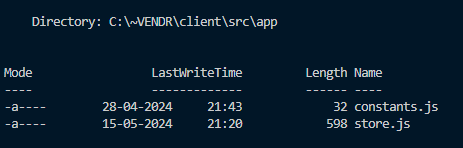 Directory: C:\~VENDR\client\src\app
Mode LastWriteTime Length Name
---- ------------- ------ ----
-a---- 28-04-2024 21:43 32 constants.js
-a---- 15-05-2024 21:20 598 store.js